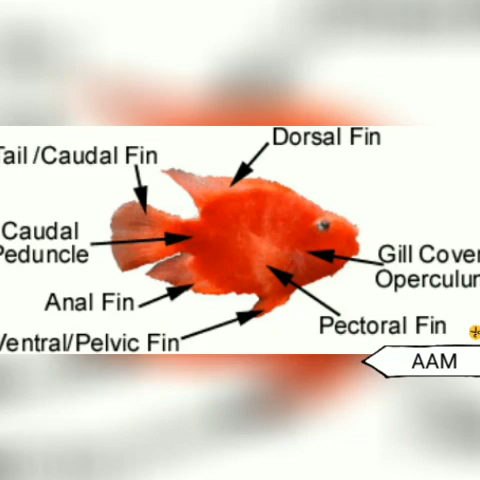 Dorsal Fin
Tail /Caudal Fin
Caudal
Peduncle
Gill Cover
Operculum
Anal Fin
Pectoral Fin
Ventral/Pelvic Fin
AAM